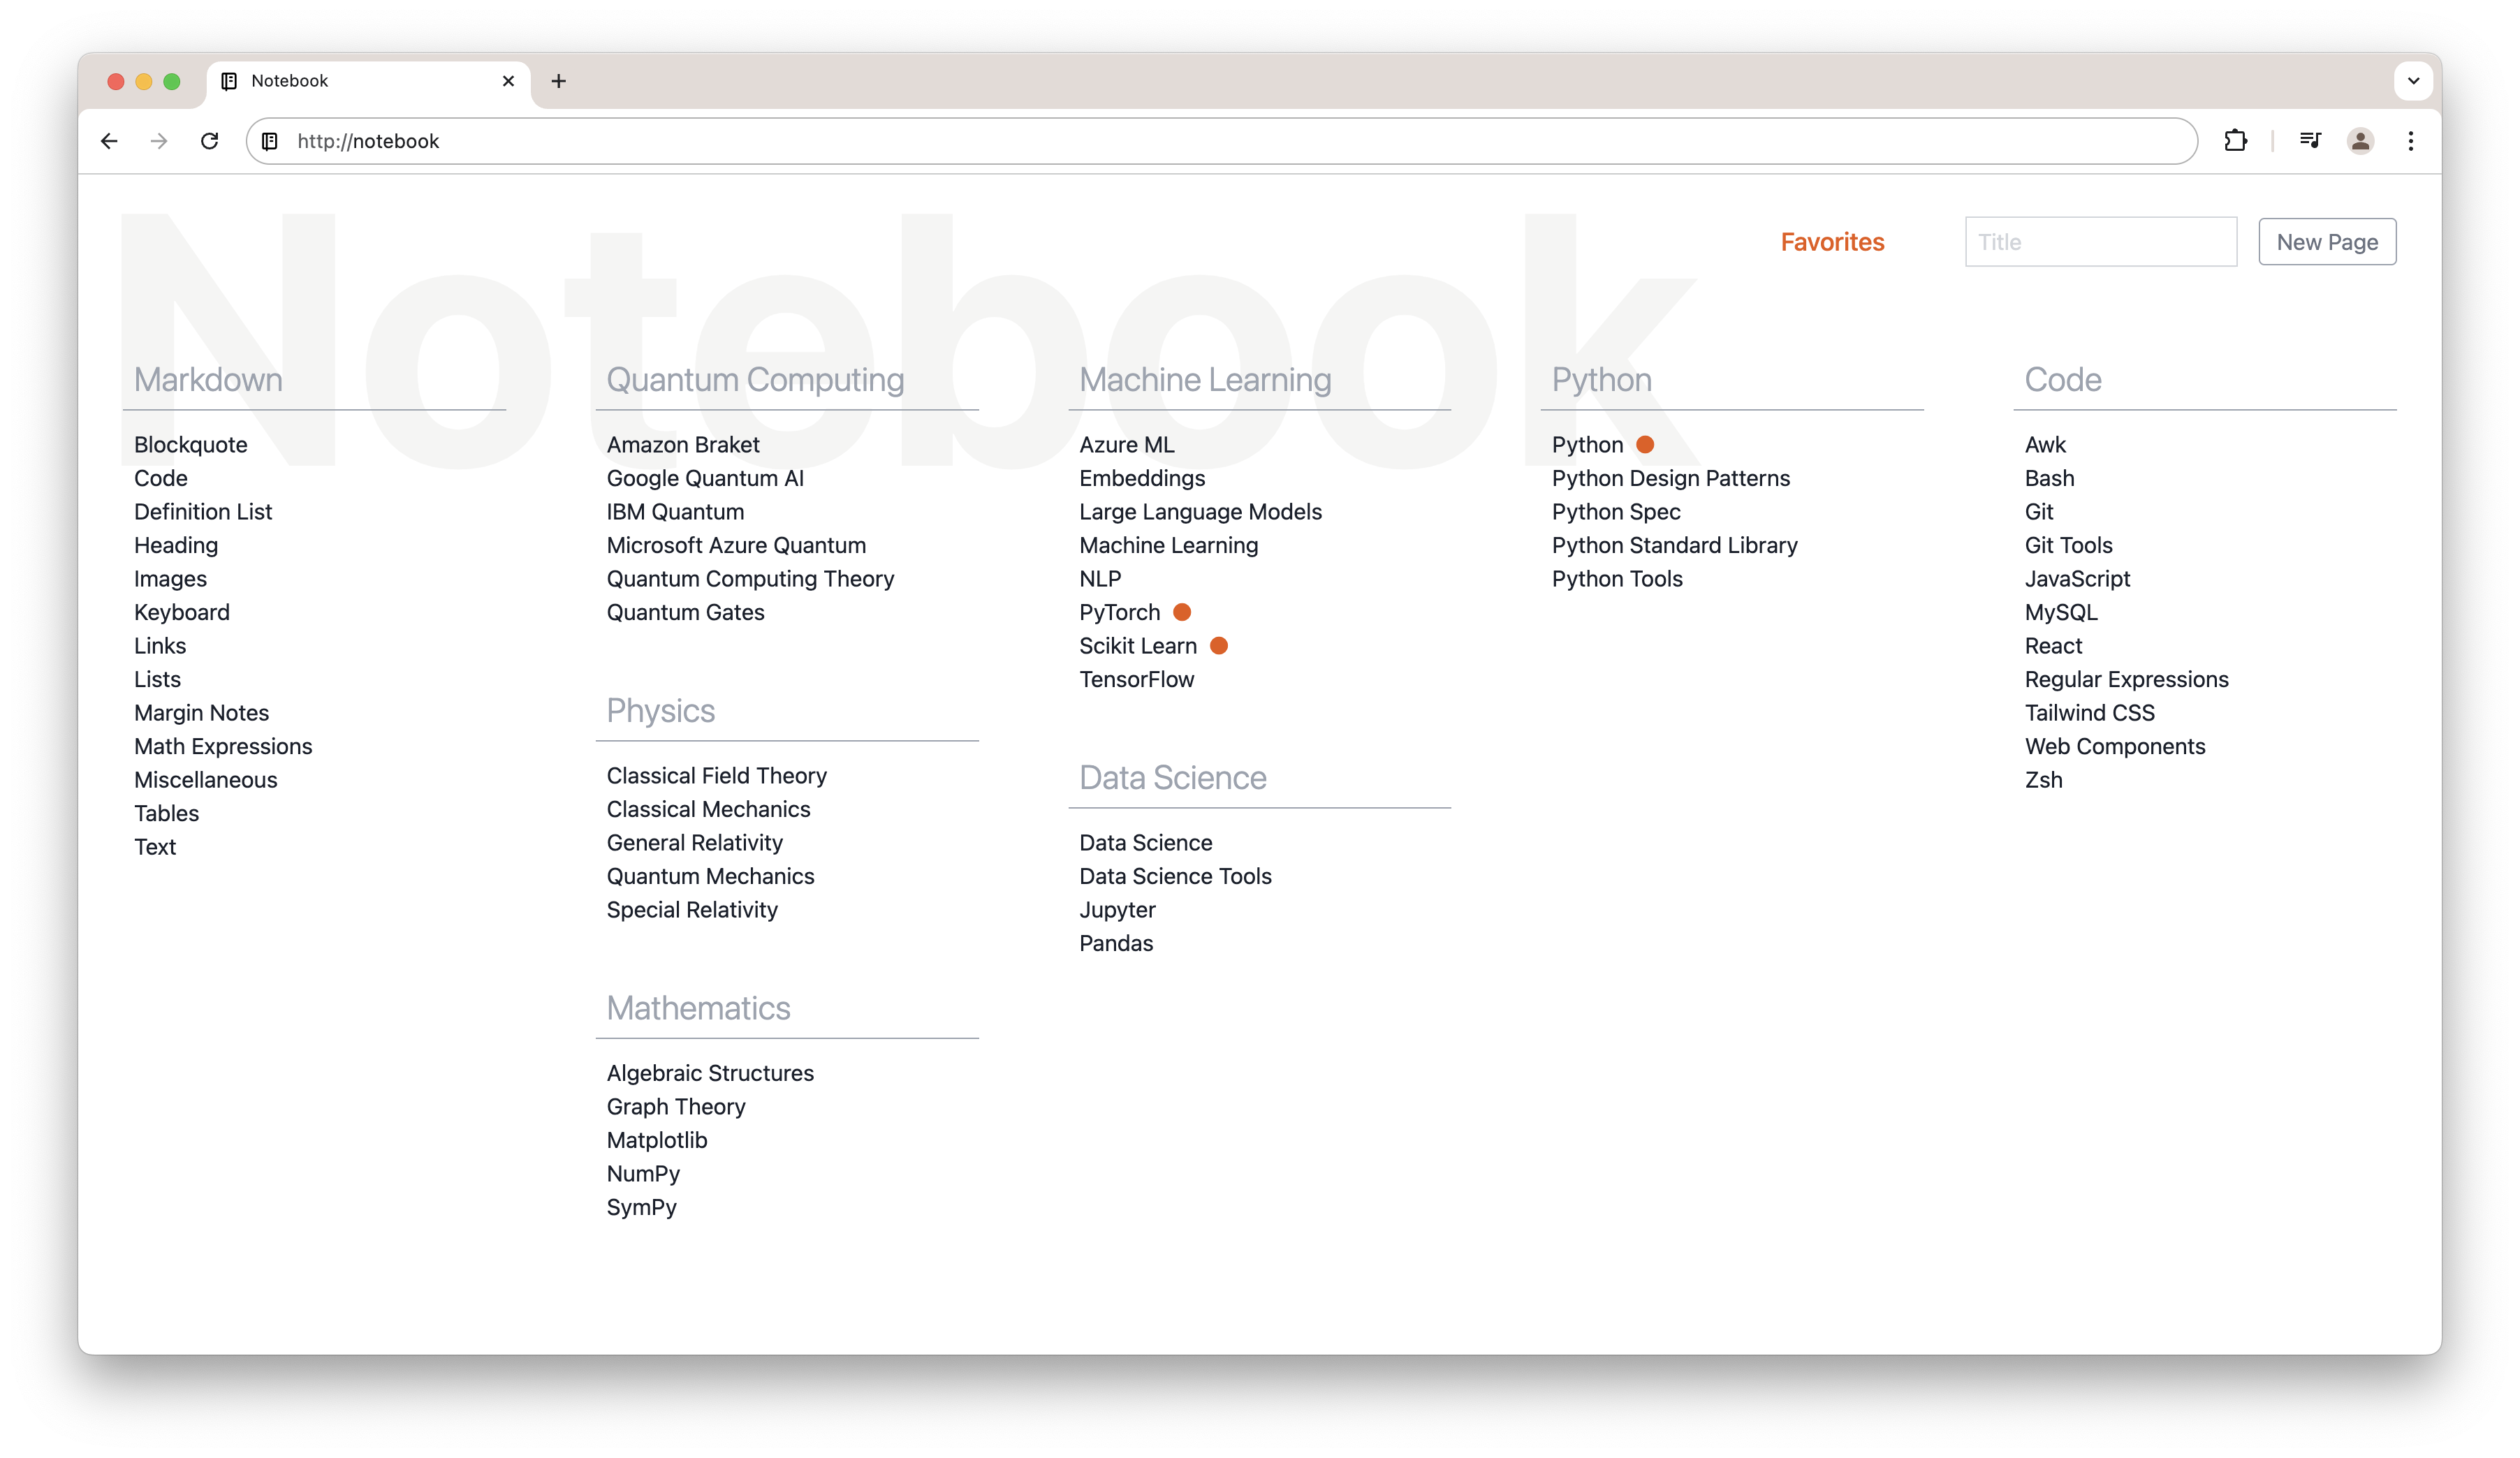 Notebook
http://notebook
Notebook
Favorites
Title
New Page
Markdown
Blockquote
Code
Definition List
Heading
Images
Keyboard
Links
Lists
Margin Notes
Math Expressions
Miscellaneous
Tables
Text
Quantum Computing
Amazon Braket
Google Quantum AI
IBM Quantum
Microsoft Azure Quantum
Quantum Computing Theory
Quantum Gates
Physics
Classical Field Theory
Classical Mechanics
General Relativity
Quantum Mechanics
Special Relativity
Mathematics
Algebraic Structures
Graph Theory
Matplotlib
NumPy
SymPy
Machine Learning
Azure ML
Embeddings
Large Language Models
Machine Learning
NLP
PyTorch
Scikit Learn
TensorFlow
Data Science
Data Science
Data Science Tools
Jupyter
Pandas
Python
Python
Python Design Patterns
Python Spec
Python Standard Library
Python Tools
Code
Awk
Bash
Git
Git Tools
JavaScript
MySQL
React
Regular Expressions
Tailwind CSS
Web Components
Zsh